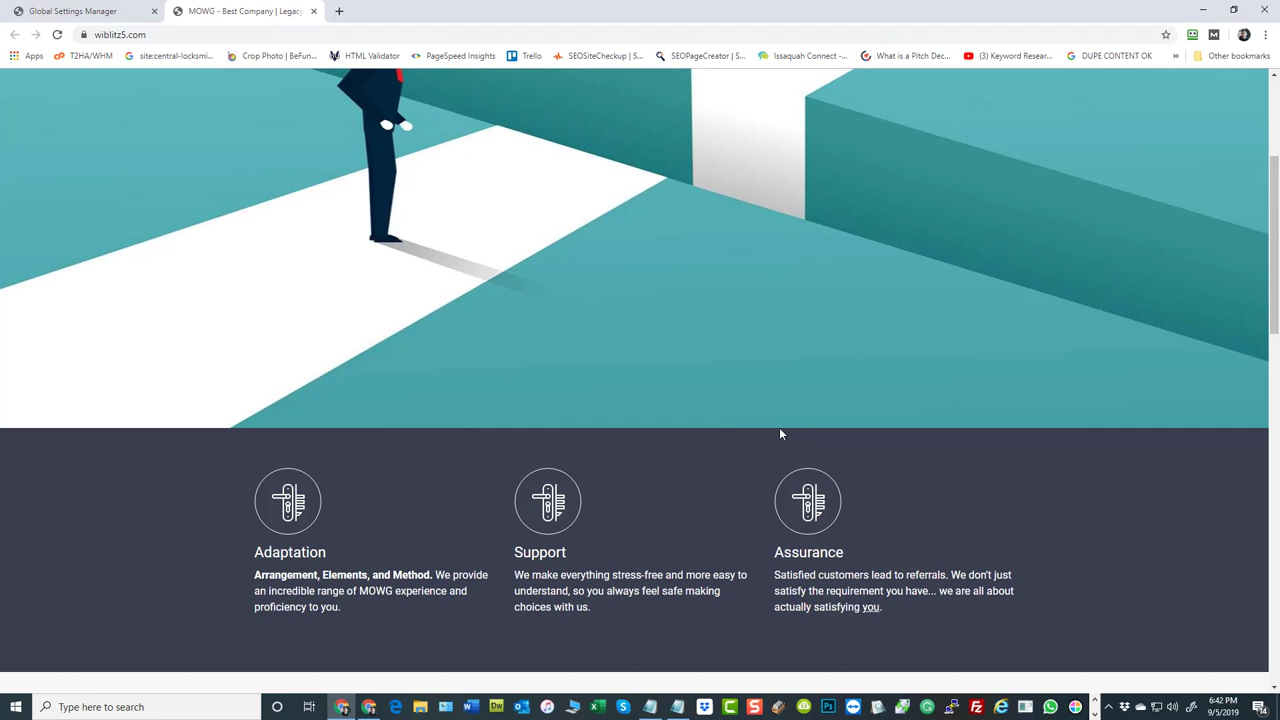 Global Settings Manager
MOWG - Best Company | Legacy
wiblitz5.com
Apps
T2HA/WHM
site:central-locksmi...
Crop Photo | BeFun...
HTML Validator
PageSpeed Insights
Trello
SEOSiteCheckup | S...
SEOPageCreator | S...
Issaquah Connect -...
What is a Pitch Dec...
(3) Keyword Resear...
DUPE CONTENT OK
»
Other bookmarks
Adaptation
Arrangement, Elements, and Method. We provide
an incredible range of MOWG experience and
proficiency to you.
Support
We make everything stress-free and more easy to
understand, so you always feel safe making
choices with us.
Assurance
Satisfied customers lead to referrals. We don't just
satisfy the requirement you have... we are all about
actually satisfying you.
Type here to search
6:42 PM
9/5/2019